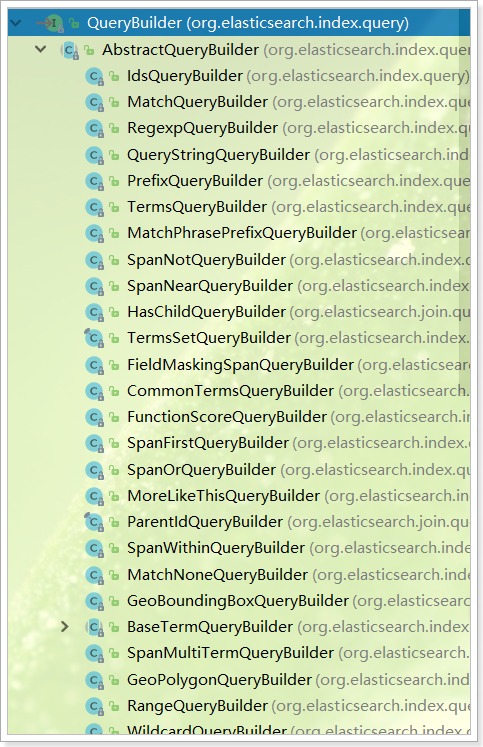 QueryBuilder (org.elasticsearch.index.query)
AbstractQueryBuilder (org.elasticsearch.index.quer
IdsQueryBuilder (org.elasticsearch.index.query)
MatchQueryBuilder (org.elasticsearch.index.que
RegexpQueryBuilder (org.elasticsearch.index.qu
QueryStringQueryBuilder (org.elasticsearch.ind
PrefixQueryBuilder (org.elasticsearch.index.que
TermsQueryBuilder (org.elasticsearch.index.que
MatchPhrasePrefixQueryBuilder (org.elasticsear
SpanNotQueryBuilder (org.elasticsearch.index.q
SpanNearQueryBuilder (org.elasticsearch.index.
HasChildQueryBuilder (org.elasticsearch.join.qu
TermsSetQueryBuilder (org.elasticsearch.index.
FieldMaskingSpanQueryBuilder (org.elasticsear
CommonTermsQueryBuilder (org.elasticsearch.
FunctionScoreQueryBuilder (org.elasticsearch.i
SpanFirstQueryBuilder (org.elasticsearch.index.
SpanOrQueryBuilder (org.elasticsearch.index.qu
MoreLikeThisQueryBuilder (org.elasticsearch.in
ParentIdQueryBuilder (org.elasticsearch.join.qu
SpanWithinQueryBuilder (org.elasticsearch.inde
MatchNoneQueryBuilder (org.elasticsearch.inde
GeoBoundingBoxQueryBuilder (org.elasticsearc
BaseTermQueryBuilder (org.elasticsearch.index
SpanMultiTermQueryBuilder (org.elasticsearch.i
GeoPolygonQueryBuilder (org.elasticsearch.ind
RangeQueryBuilder (org.elasticsearch.index.que
WildcardQueryBuilder (org.elasticsearch.index.